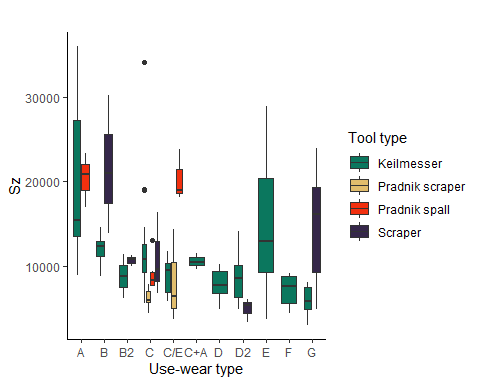 Sz
30000
20000
10000
A B B2 C C/E C+A D D2 E F G
Use-wear type
Tool type
Keilmesser
Pradnik scraper
Pradnik spall
Scraper